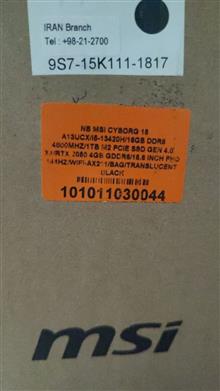 IRAN Branch
Tel : +98-21-2700
9S7-15K111-1817
NB MSI CYBORG 15
A13UCX/I5-13420H/16GB DDR5
4800MHZ/1TB M2 PCIE SSD GEN 4.0
X4/RTX 2050 4GB GDDR6/15.6 INCH FHD
144HZ/WIFI-AX211/BAG/TRANSLUCENT
BLACK
101011030044
msi